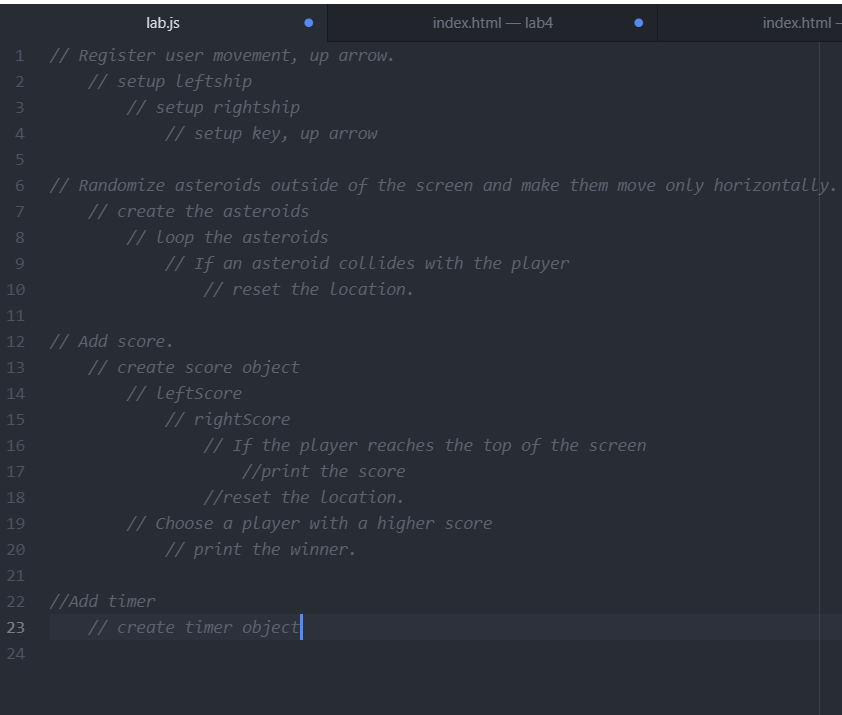 lab.js
index.html — lab4
index.html —
1 // Register user movement, up arrow.
2     // setup leftship
3         // setup rightship
4             // setup key, up arrow
5
6 // Randomize asteroids outside of the screen and make them move only horizontally.
7     // create the asteroids
8         // loop the asteroids
9             // If an asteroid collides with the player
10                 // reset the location.
11
12 // Add score.
13     // create score object
14         // leftScore
15             // rightScore
16                 // If the player reaches the top of the screen
17                     //print the score
18                 //reset the location.
19         // Choose a player with a higher score
20             // print the winner.
21
22 //Add timer
23     // create timer object
24